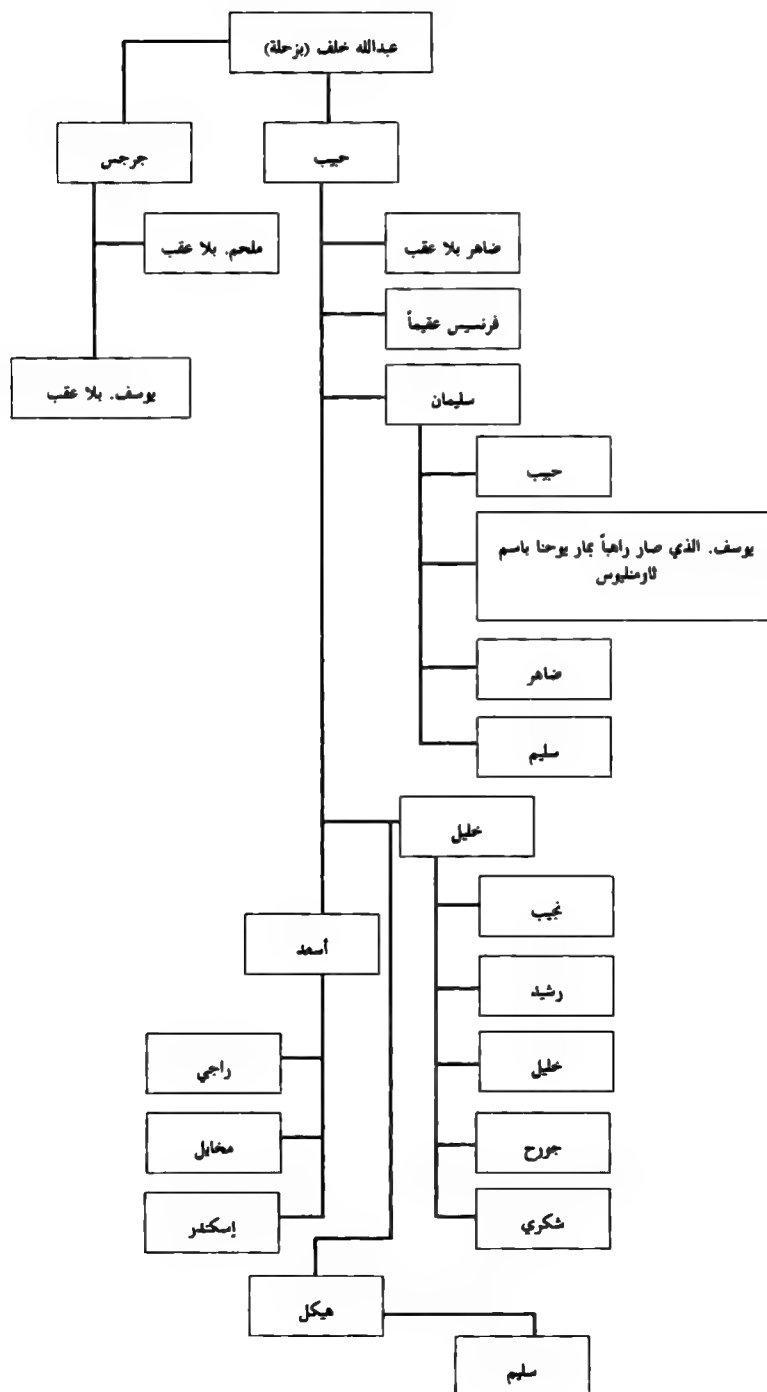 عبدالله خلف (بزحلة)
حبيب
جرجس
ضاهر بلا عقب
ملحم. بلا عقب
فرنسيس عقيماً
يوسف. بلا عقب
سليمان
حبيب
يوسف. الذي صار راهباً بمار يوحنا باسم
ثاومنليوس
ضاهر
سليم
خليل
نجيب
أسعد
رشيد
راجي
خليل
مخايل
جورج
إسكندر
شكري
هيكل
سليم